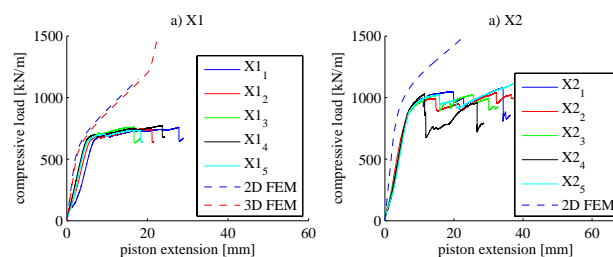 a) X1
compressive load [kN/m]
1500
1000
500
0
0 20 40 60
piston extension [mm]
X1₁
X1₂
X1₃
X1₄
X1₅
2D FEM
3D FEM
a) X2
compressive load [kN/m]
1500
1000
500
0
0 20 40 60
piston extension [mm]
X2₁
X2₂
X2₃
X2₄
X2₅
2D FEM